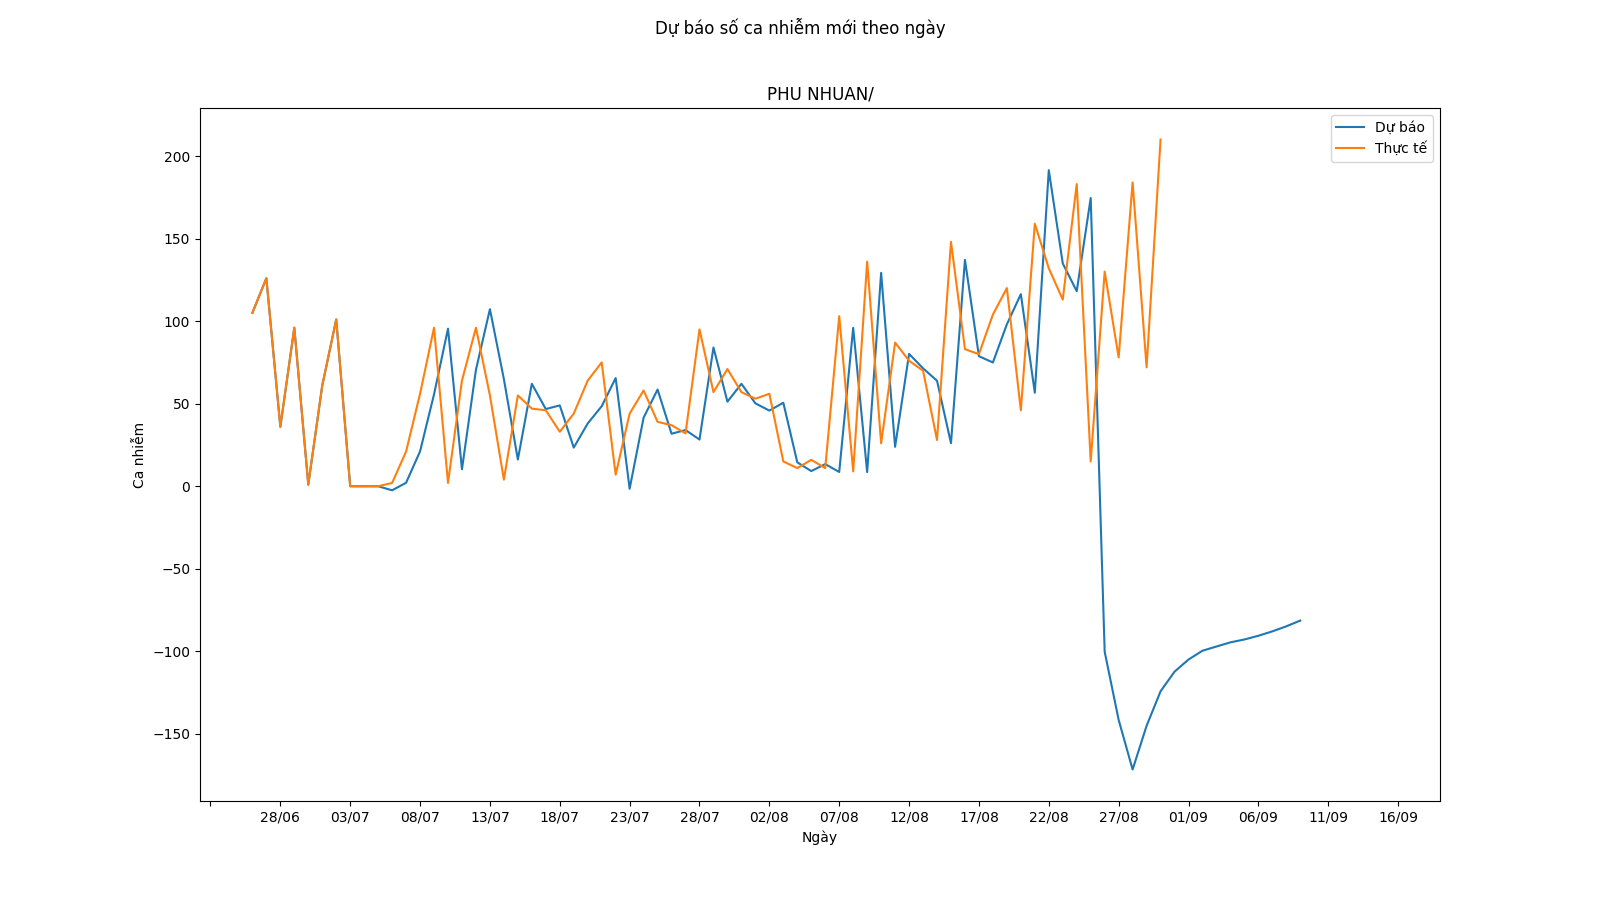 Dự báo số ca nhiễm mới theo ngày
PHU NHUAN/
Dự báo
Thực tế
200
150
100
50
0
−50
−100
−150
Ca nhiễm
28/06 03/07 08/07 13/07 18/07 23/07 28/07 02/08 07/08 12/08 17/08 22/08 27/08 01/09 06/09 11/09 16/09
Ngày